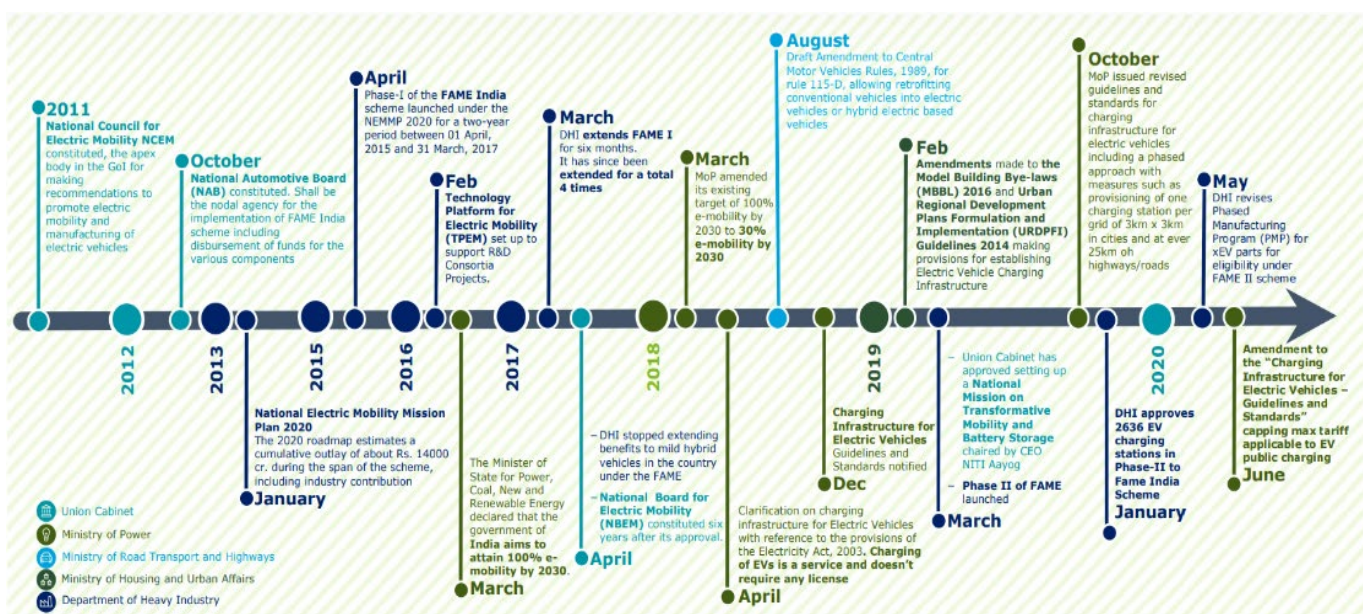 2011
National Council for
Electric Mobility NCEM
constituted, the apex
body in the GoI for
making
recommendations to
promote electric
mobility and
manufacturing of
electric vehicles
October
National Automotive Board
(NAB) constituted. Shall be
the nodal agency for the
implementation of FAME India
scheme including
disbursement of funds for the
various components
April
Phase-I of the FAME India
scheme launched under the
NEMMP 2020 for a two-year
period between 01 April,
2015 and 31 March, 2017
Feb
Technology
Platform for
Electric Mobility
(TPEM) set up to
support R&D
Consortia
Projects.
March
DHI extends FAME I
for six months.
It has since been
extended for a total
4 times
March
MoP amended
its existing
target of 100%
e-mobility by
2030 to 30%
e-mobility by
2030
August
Draft Amendment to Central
Motor Vehicles Rules, 1989, for
rule 115-D, allowing retrofitting
conventional vehicles into electric
vehicles or hybrid electric based
vehicles
Feb
Amendments made to the
Model Building Bye-laws
(MBBL) 2016 and Urban
Regional Development
Plans Formulation and
Implementation (URDPFI)
Guidelines 2014 making
provisions for establishing
Electric Vehicle Charging
Infrastructure
October
MoP issued revised
guidelines and
standards for
charging
infrastructure for
electric vehicles
including a phased
approach with
measures such as
provisioning of one
charging station per
grid of 3km x 3km
in cities and at ever
25km oh
highways/roads
May
DHI revises
Phased
Manufacturing
Program (PMP) for
xEV parts for
eligibility under
FAME II scheme
2012
2013
2015
2016
2017
2018
2019
2020
National Electric Mobility Mission
Plan 2020
The 2020 roadmap estimates a
cumulative outlay of about Rs. 14000
cr. during the span of the scheme,
including industry contribution
January
The Minister of
State for Power,
Coal, New and
Renewable Energy
declared that the
government of
India aims to
attain 100% e-
mobility by 2030.
March
– DHI stopped extending
benefits to mild hybrid
vehicles in the country
under the FAME
– National Board for
Electric Mobility
(NBEM) constituted six
years after its approval.
April
Clarification on charging
infrastructure for Electric Vehicles
with reference to the provisions of
the Electricity Act, 2003. Charging
of EVs is a service and doesn't
require any license
April
Charging
Infrastructure for
Electric Vehicles
Guidelines and
Standards notified
Dec
– Union Cabinet has
approved setting up
a National
Mission on
Transformative
Mobility and
Battery Storage
chaired by CEO
NITI Aayog
– Phase II of FAME
launched
March
DHI approves
2636 EV
charging
stations in
Phase-II to
Fame India
Scheme
January
Amendment to
the "Charging
Infrastructure for
Electric Vehicles –
Guidelines and
Standards"
capping max tariff
applicable to EV
public charging
June
Union Cabinet
Ministry of Power
Ministry of Road Transport and Highways
Ministry of Housing and Urban Affairs
Department of Heavy Industry